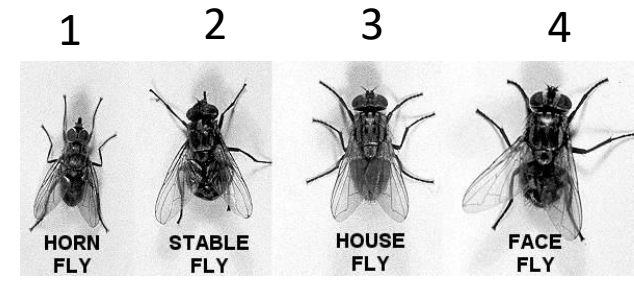 1 2 3 4
HORN FLY
STABLE FLY
HOUSE FLY
FACE FLY